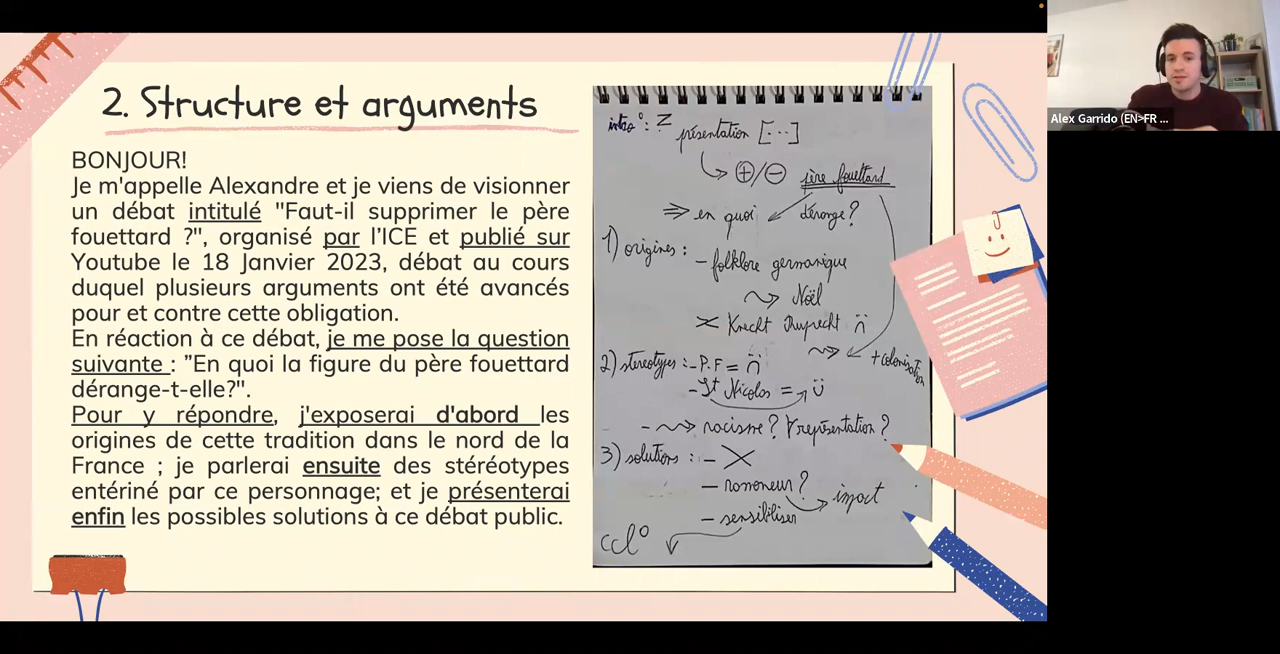 2. Structure et arguments
BONJOUR!
Je m'appelle Alexandre et je viens de visionner
un débat intitulé "Faut-il supprimer le père
fouettard ?", organisé par l'ICE et publié sur
Youtube le 18 Janvier 2023, débat au cours
duquel plusieurs arguments ont été avancés
pour et contre cette obligation.
En réaction à ce débat, je me pose la question
suivante : "En quoi la figure du père fouettard
dérange-t-elle?".
Pour y répondre, j'exposerai d'abord les
origines de cette tradition dans le nord de la
France ; je parlerai ensuite des stéréotypes
entériné par ce personnage; et je présenterai
enfin les possibles solutions à ce débat public.
intro° :
présentation [...]
+/- père fouettard
⇒ en quoi dérange?
1) origines :
- folklore germanique
Noël
Knecht Ruprecht
+ colonisation
2) stéréotypes : - P.F =
- St Nicolas =
- racisme? représentation?
3) solutions : -
- ramoneur? impact
- sensibiliser
ccl°
Alex Garrido (EN>FR ...